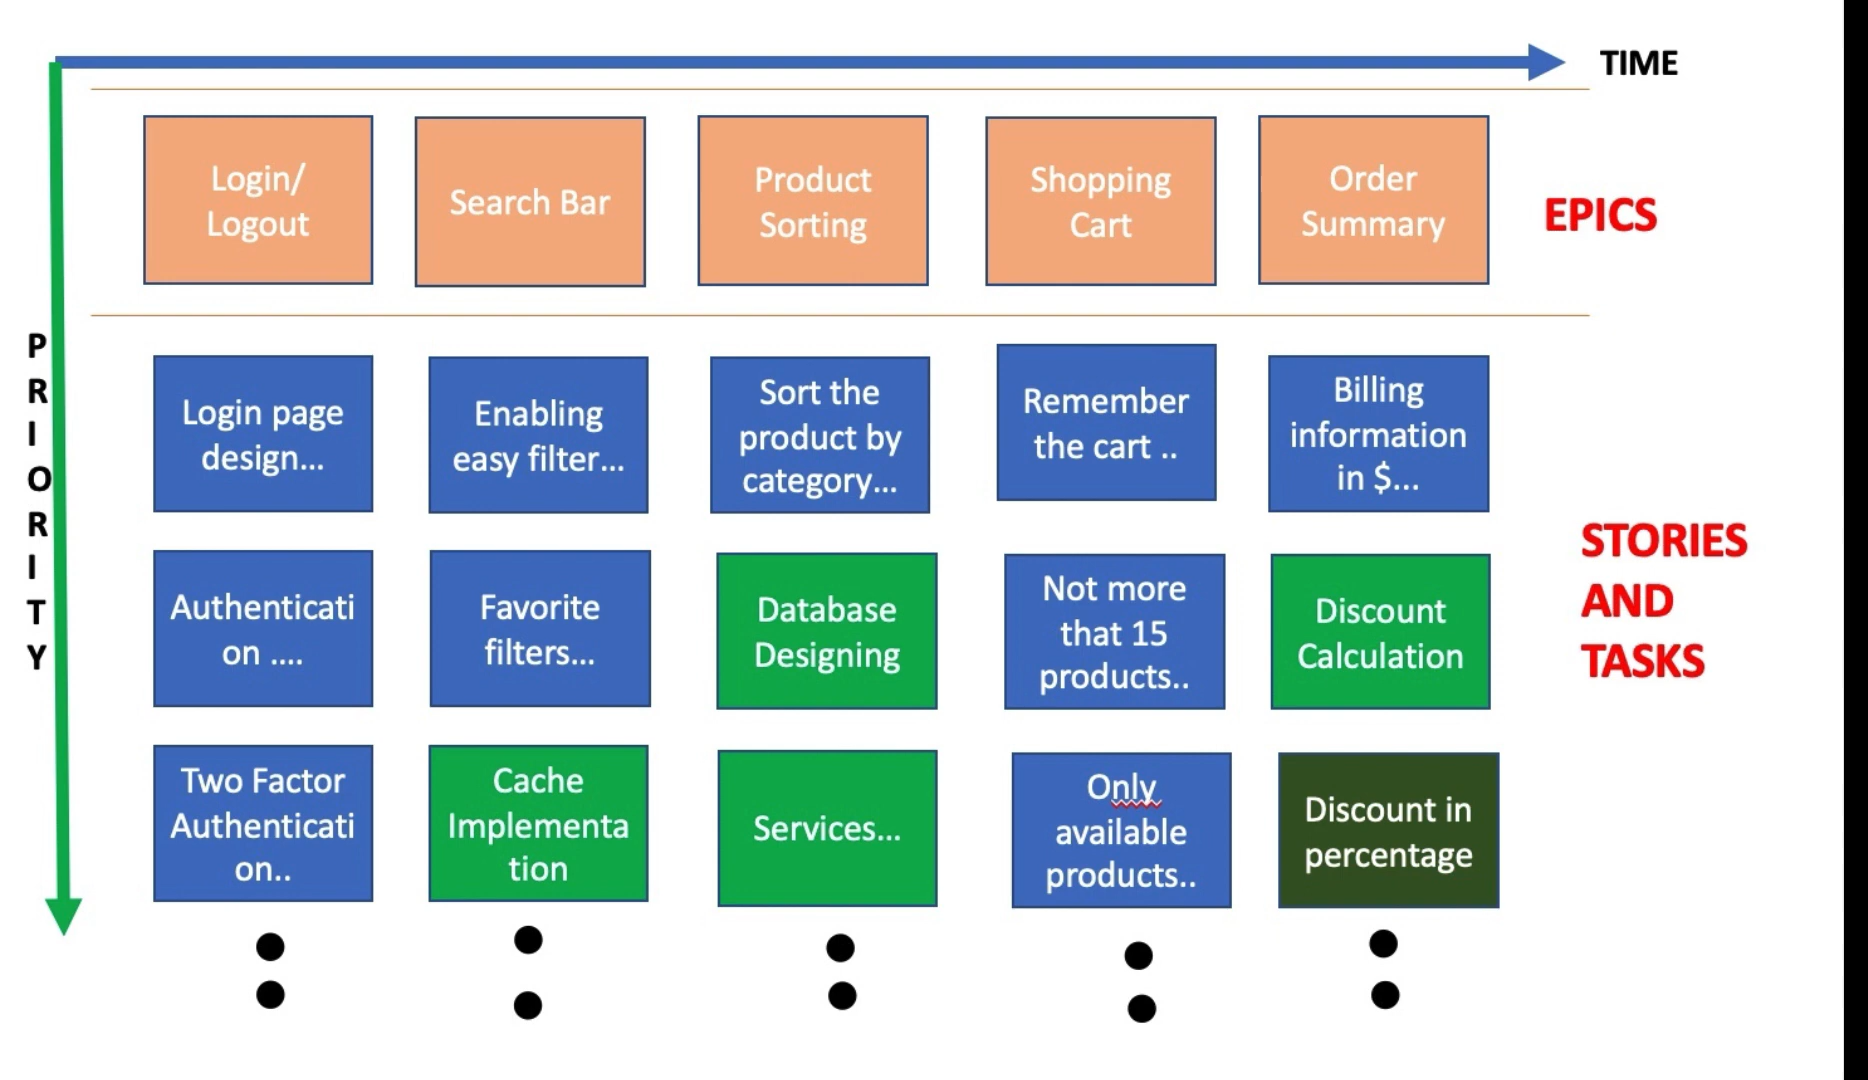 TIME
Login/
Logout
Search Bar
Product
Sorting
Shopping
Cart
Order
Summary
EPICS
P
R
I
O
R
I
T
Y
Login page
design...
Enabling
easy filter...
Sort the
product by
category...
Remember
the cart ..
Billing
information
in $...
STORIES
AND
TASKS
Authenticati
on ....
Favorite
filters...
Database
Designing
Not more
that 15
products..
Discount
Calculation
Two Factor
Authenticati
on..
Cache
Implementa
tion
Services...
Only
available
products..
Discount in
percentage